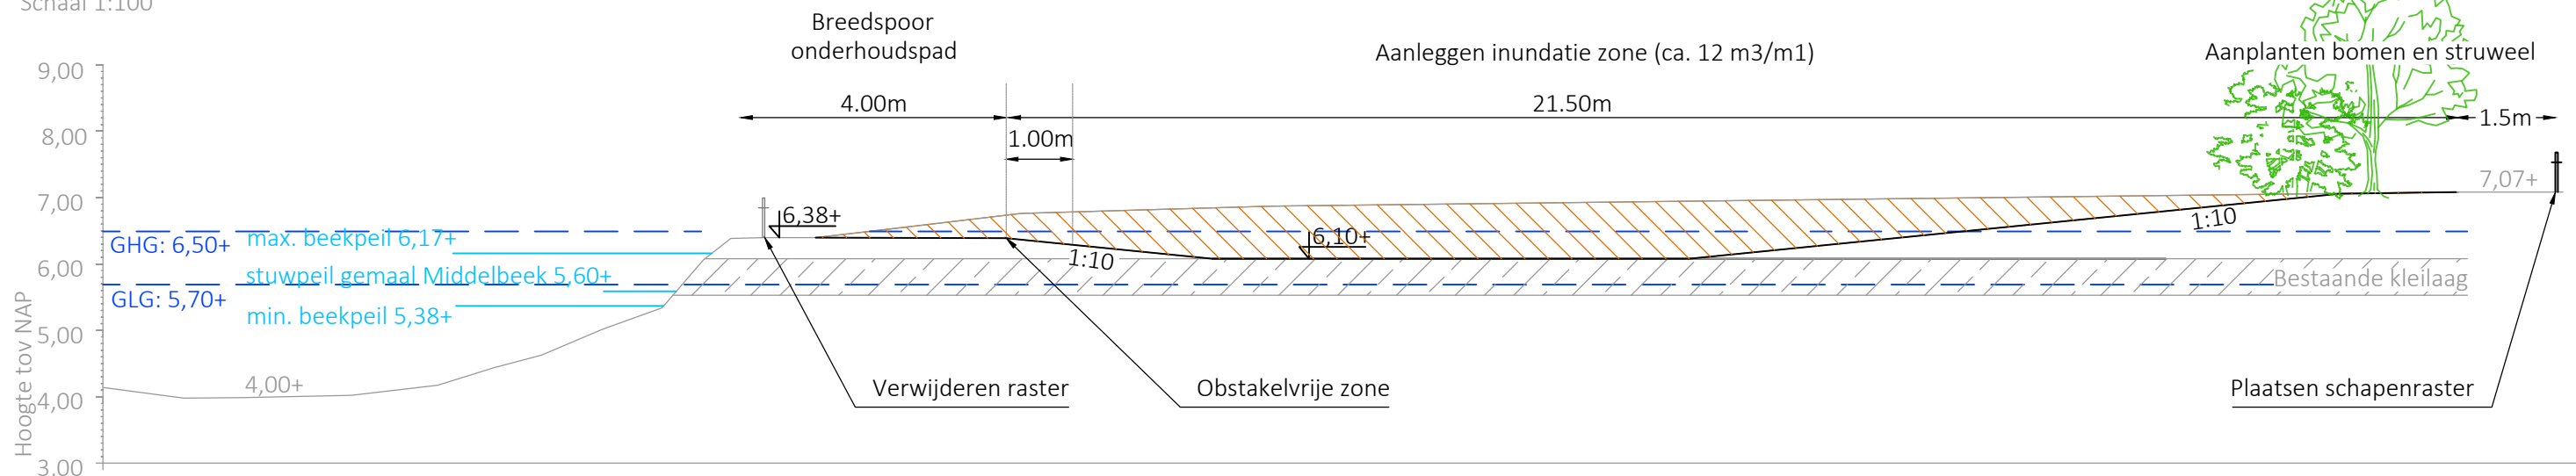 Schaal 1:100
Breedspoor
onderhoudspad
Aanleggen inundatie zone (ca. 12 m3/m1)
Aanplanten bomen en struweel
9,00
4.00m
21.50m
1.5m
8,00
1.00m
7,00
7,07+
6,38+
1:10
GHG: 6,50+
max. beekpeil 6,17+
6,10+
6,00
1:10
stuwpeil gemaal Middelbeek 5,60+
Bestaande kleilaag
GLG: 5,70+
min. beekpeil 5,38+
5,00
4,00+
Verwijderen raster
Obstakelvrije zone
Plaatsen schapenraster
4,00
Hoogte tov NAP
3,00